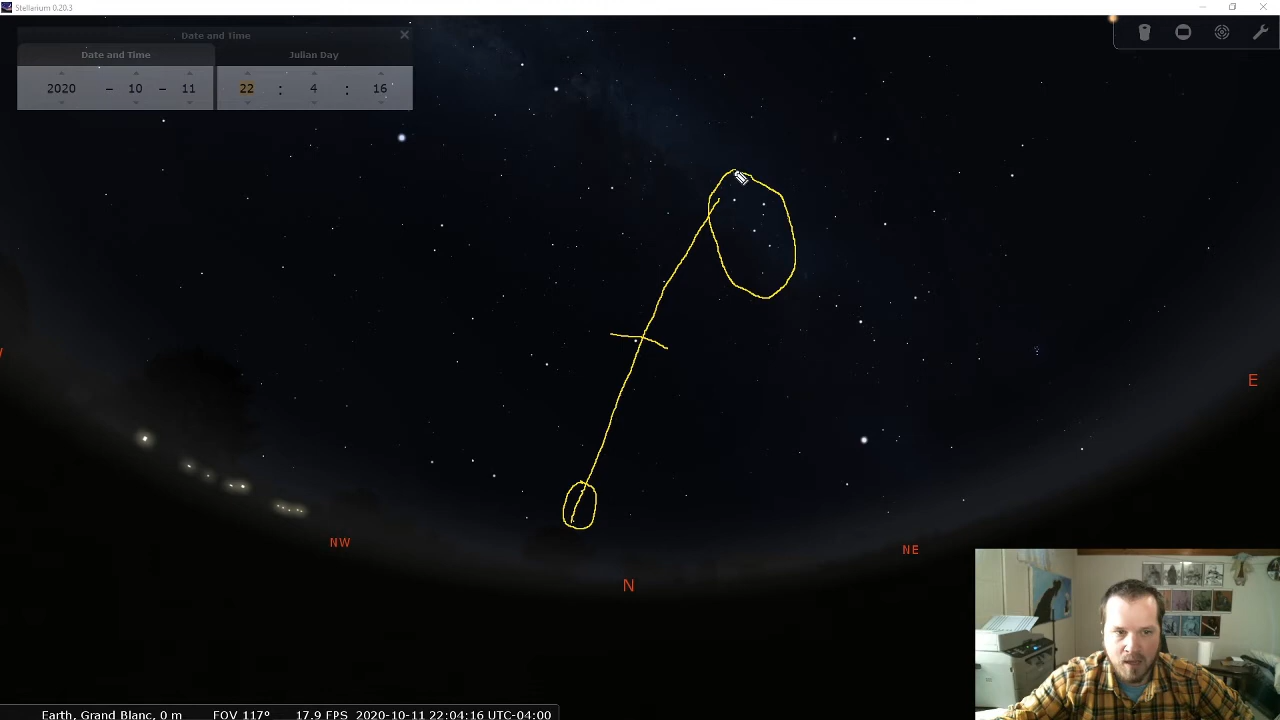 Stellarium 0.20.3
Date and Time
Date and Time Julian Day
2020 - 10 - 11 22 : 4 : 16
E
NW
NE
N
Earth, Grand Blanc, 0 m FOV 117° 17.9 FPS 2020-10-11 22:04:16 UTC-04:00